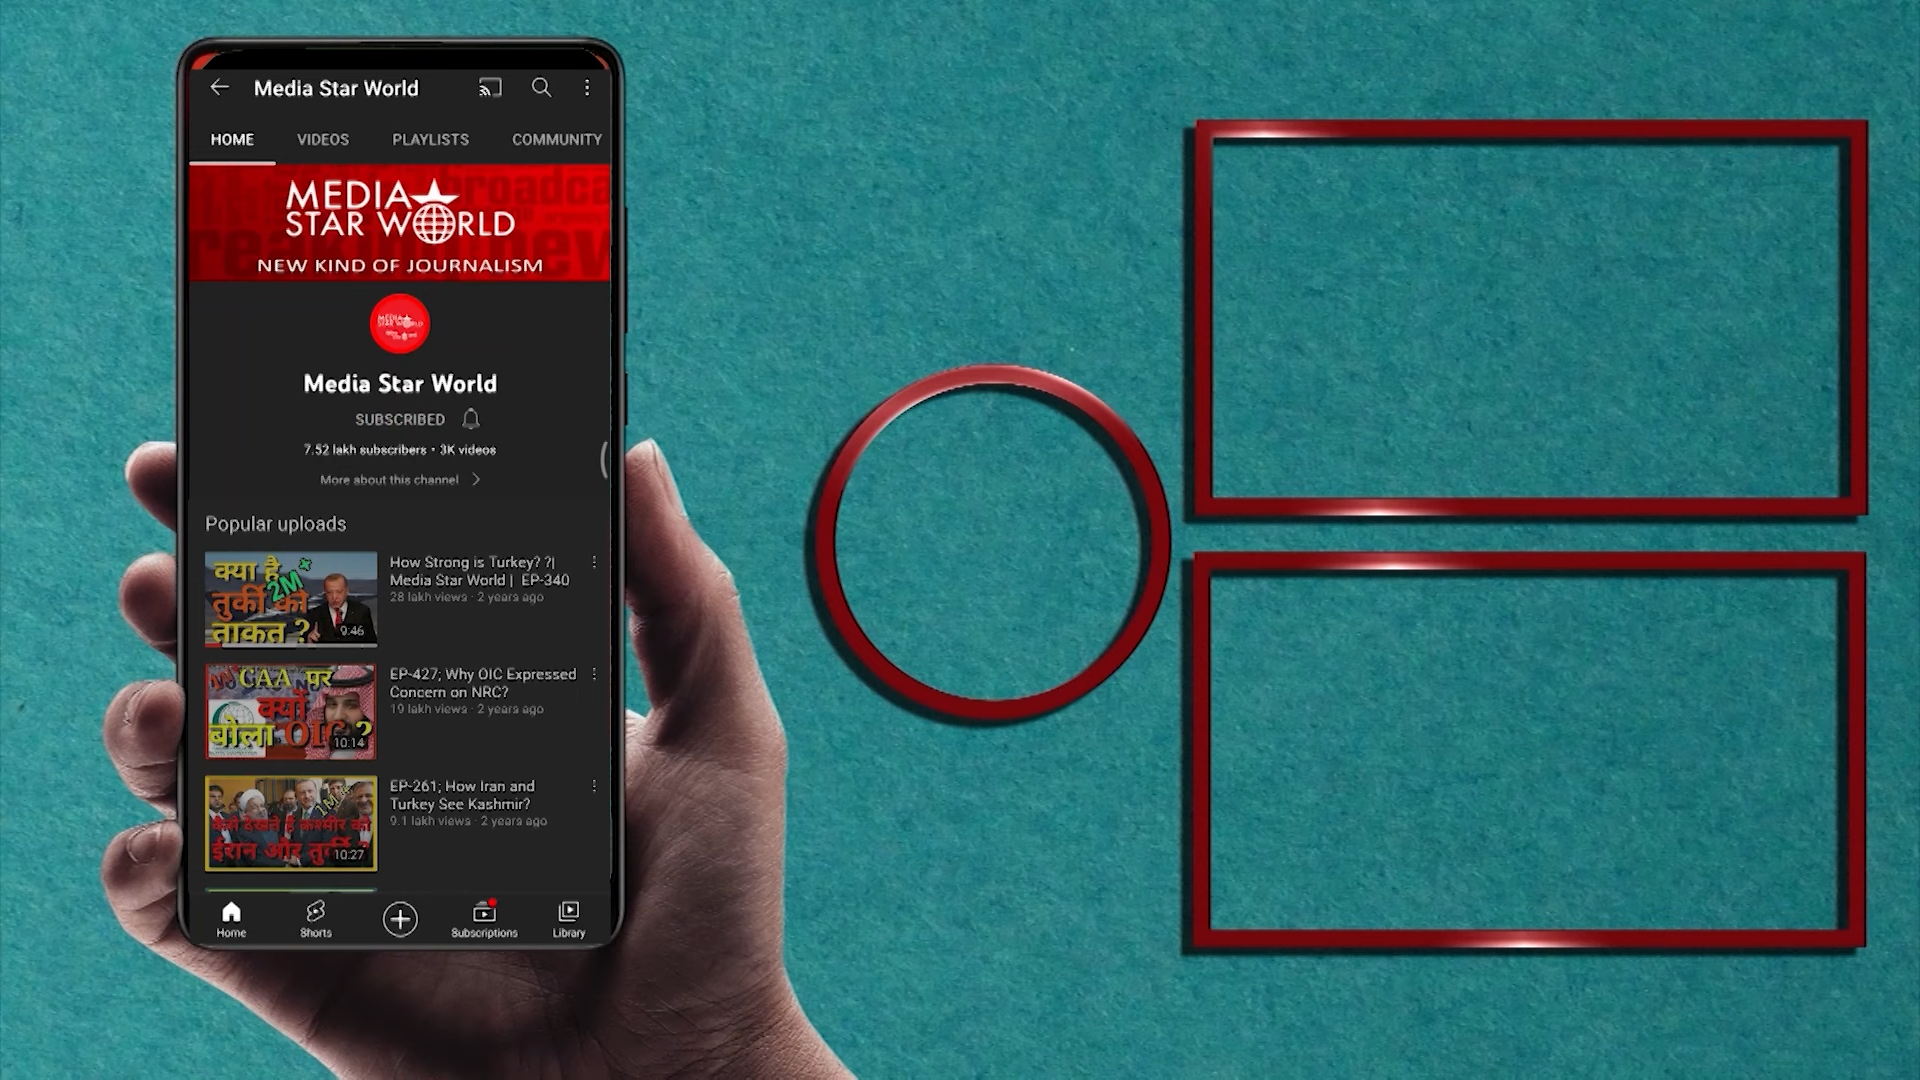 Media Star World
HOME VIDEOS PLAYLISTS COMMUNITY
MEDIA
STAR WORLD
NEW KIND OF JOURNALISM
Media Star World
SUBSCRIBED
7.52 lakh subscribers • 3K videos
More about this channel
Popular uploads
क्या है
2M+
तुर्की की
ताकत ?
9:46
How Strong is Turkey? ?|
Media Star World | EP-340
28 lakh views · 2 years ago
CAA पर
क्यों
बोला OIC ?
10:14
EP-427; Why OIC Expressed
Concern on NRC?
19 lakh views · 2 years ago
1M+
कैसे देखते हैं कश्मीर को
ईरान और तुर्की ?
10:27
EP-261; How Iran and
Turkey See Kashmir?
9.1 lakh views · 2 years ago
Home Shorts Subscriptions Library